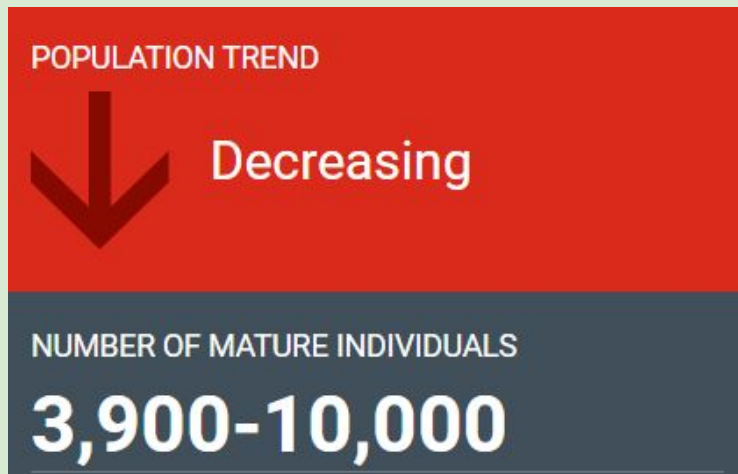 POPULATION TREND
Decreasing
NUMBER OF MATURE INDIVIDUALS
3,900-10,000